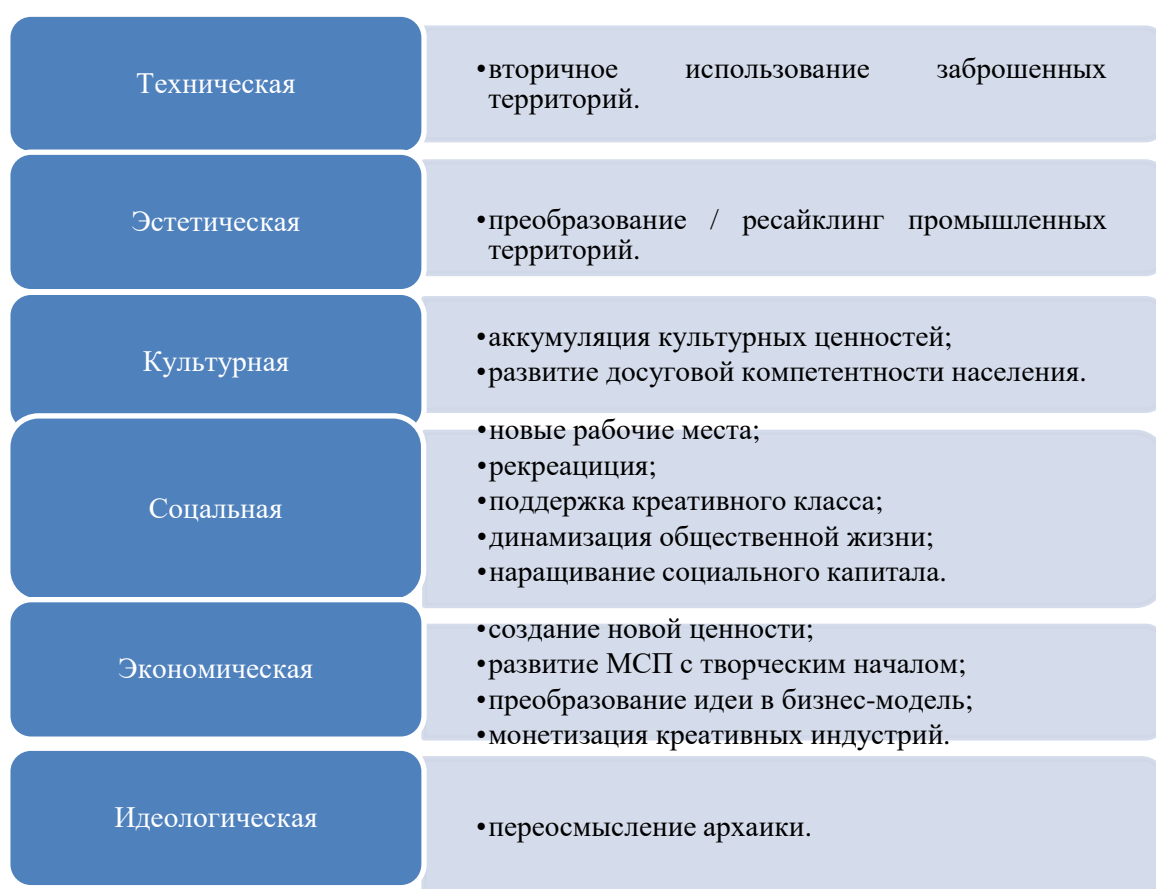 Техническая
•вторичное использование заброшенных
территорий.
Эстетическая
•преобразование / ресайклинг промышленных
территорий.
Культурная
•аккумуляция культурных ценностей;
•развитие досуговой компетентности населения.
Соцальная
•новые рабочие места;
•рекреациция;
•поддержка креативного класса;
•динамизация общественной жизни;
•наращивание социального капитала.
Экономическая
•создание новой ценности;
•развитие МСП с творческим началом;
•преобразование идеи в бизнес-модель;
•монетизация креативных индустрий.
Идеологическая
•переосмысление архаики.